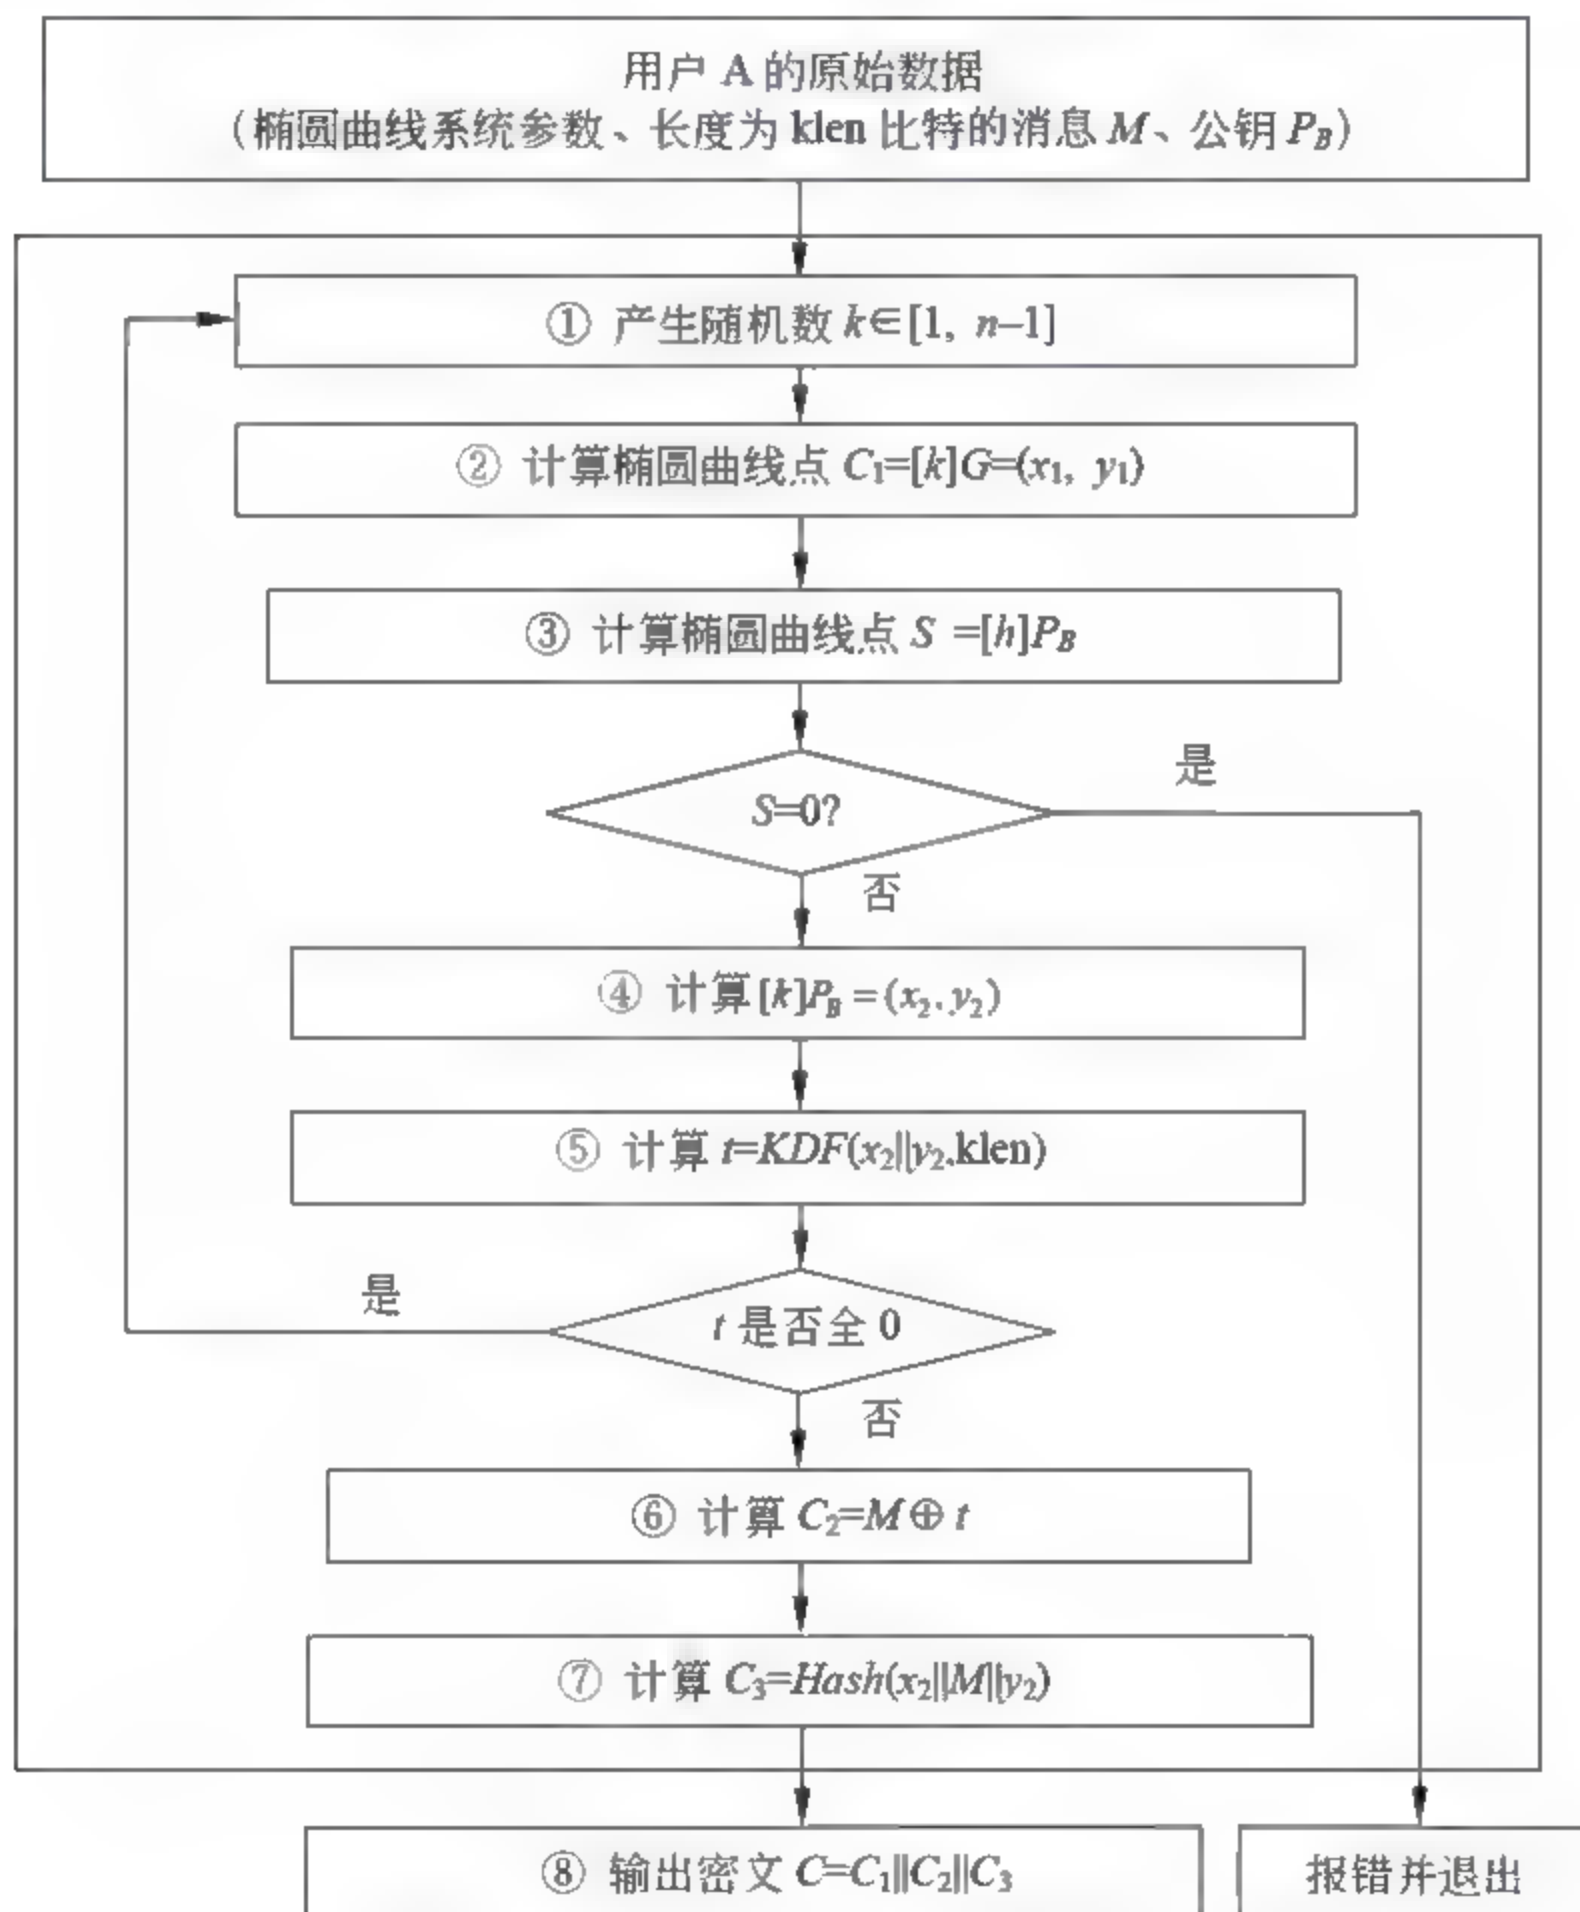 用户 A 的原始数据
(椭圆曲线系统参数、长度为 klen 比特的消息 M、公钥 P_B)
① 产生随机数 k∈[1, n–1]
② 计算椭圆曲线点 C₁=[k]G=(x₁, y₁)
③ 计算椭圆曲线点 S =[h]P_B
是
S=0?
否
④ 计算[k]P_B=(x₂,y₂)
⑤ 计算 t=KDF(x₂||y₂,klen)
是
t 是否全 0
否
⑥ 计算 C₂=M⊕t
⑦ 计算 C₃=Hash(x₂||M||y₂)
⑧ 输出密文 C=C₁||C₂||C₃
报错并退出